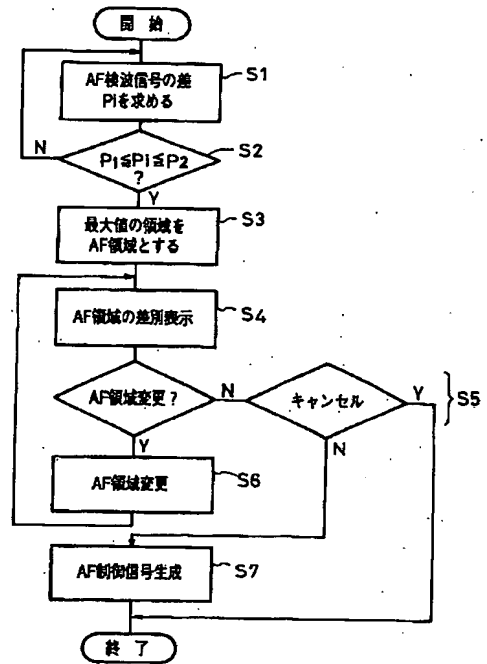 開始
AF検波信号の差
Piを求める
S1
P1≦Pi≦P2
?
S2
N
Y
最大値の領域を
AF領域とする
S3
AF領域の差別表示
S4
AF領域変更?
N
キャンセル
Y
S5
Y
N
AF領域変更
S6
AF制御信号生成
S7
終了